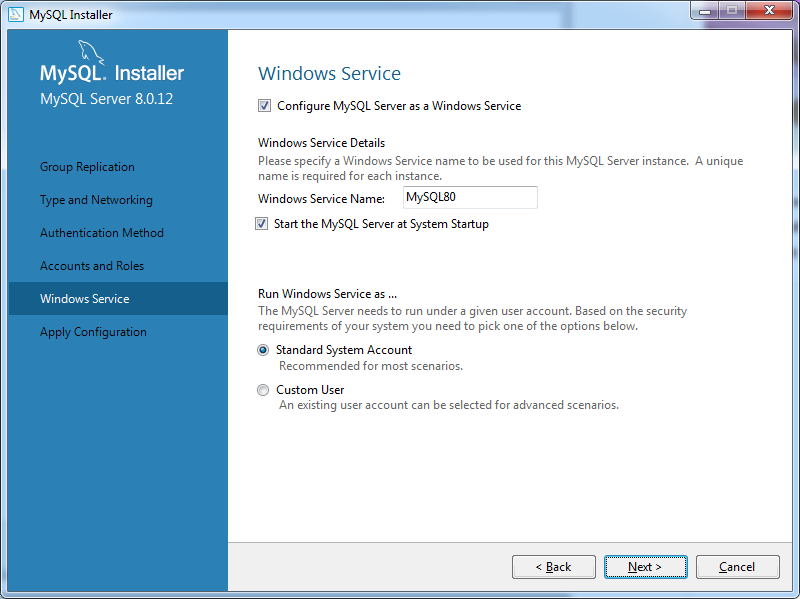 MySQL Installer
MySQL. Installer
MySQL Server 8.0.12
Group Replication
Type and Networking
Authentication Method
Accounts and Roles
Windows Service
Apply Configuration
Windows Service
Configure MySQL Server as a Windows Service
Windows Service Details
Please specify a Windows Service name to be used for this MySQL Server instance. A unique
name is required for each instance.
Windows Service Name: MySQL80
Start the MySQL Server at System Startup
Run Windows Service as ...
The MySQL Server needs to run under a given user account. Based on the security
requirements of your system you need to pick one of the options below.
Standard System Account
Recommended for most scenarios.
Custom User
An existing user account can be selected for advanced scenarios.
< Back Next > Cancel